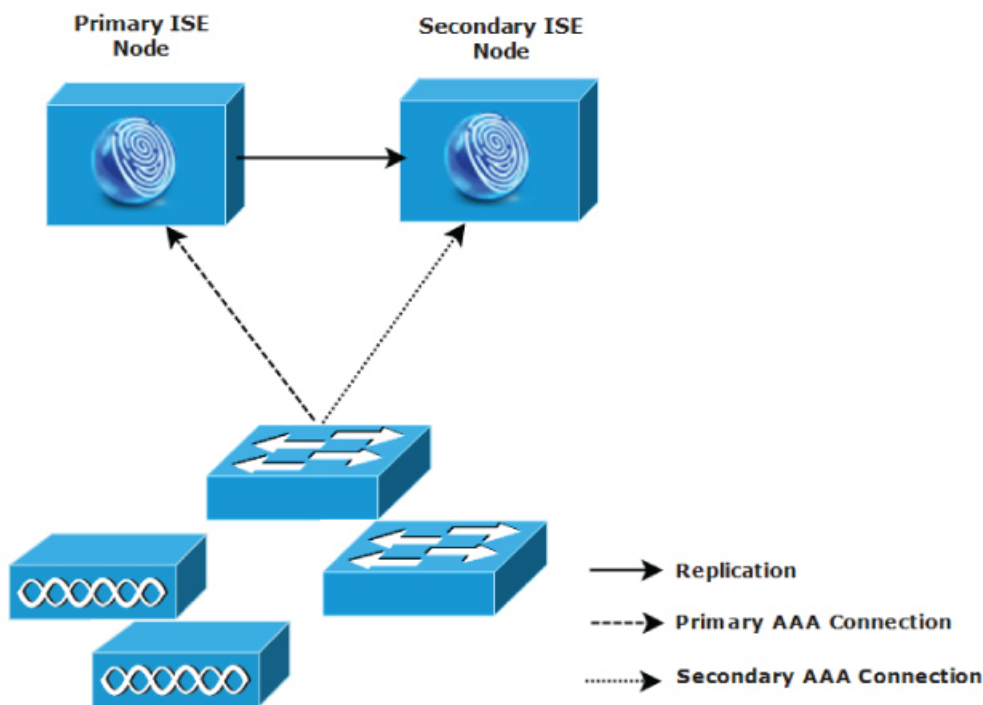 Primary ISE
Node
Secondary ISE
Node
Replication
Primary AAA Connection
Secondary AAA Connection